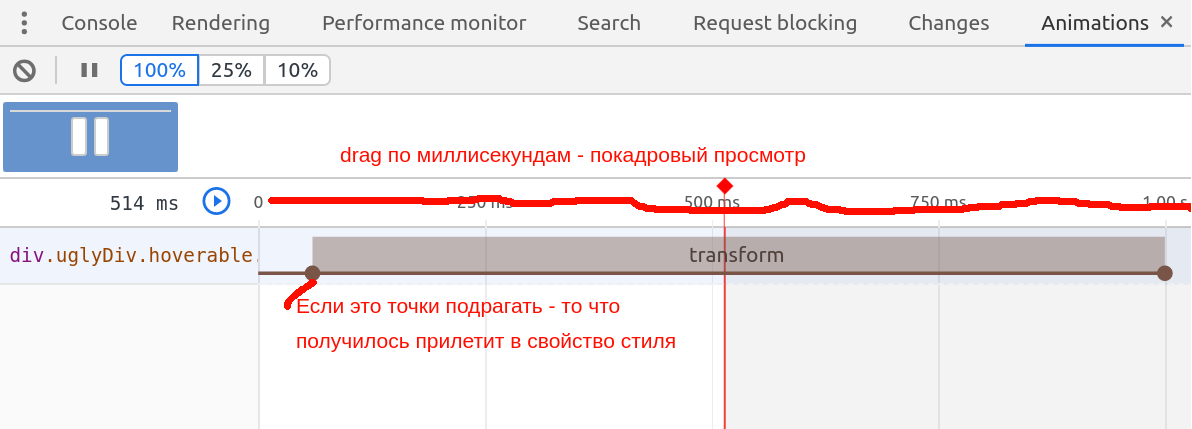 Console Rendering Performance monitor Search Request blocking Changes Animations ×
100% 25% 10%
drag по миллисекундам - покадровый просмотр
514 ms 0 250 ms 500 ms 750 ms 1.00 s
div.uglyDiv.hoverable. transform
Если это точки подрагать - то что
получилось прилетит в свойство стиля